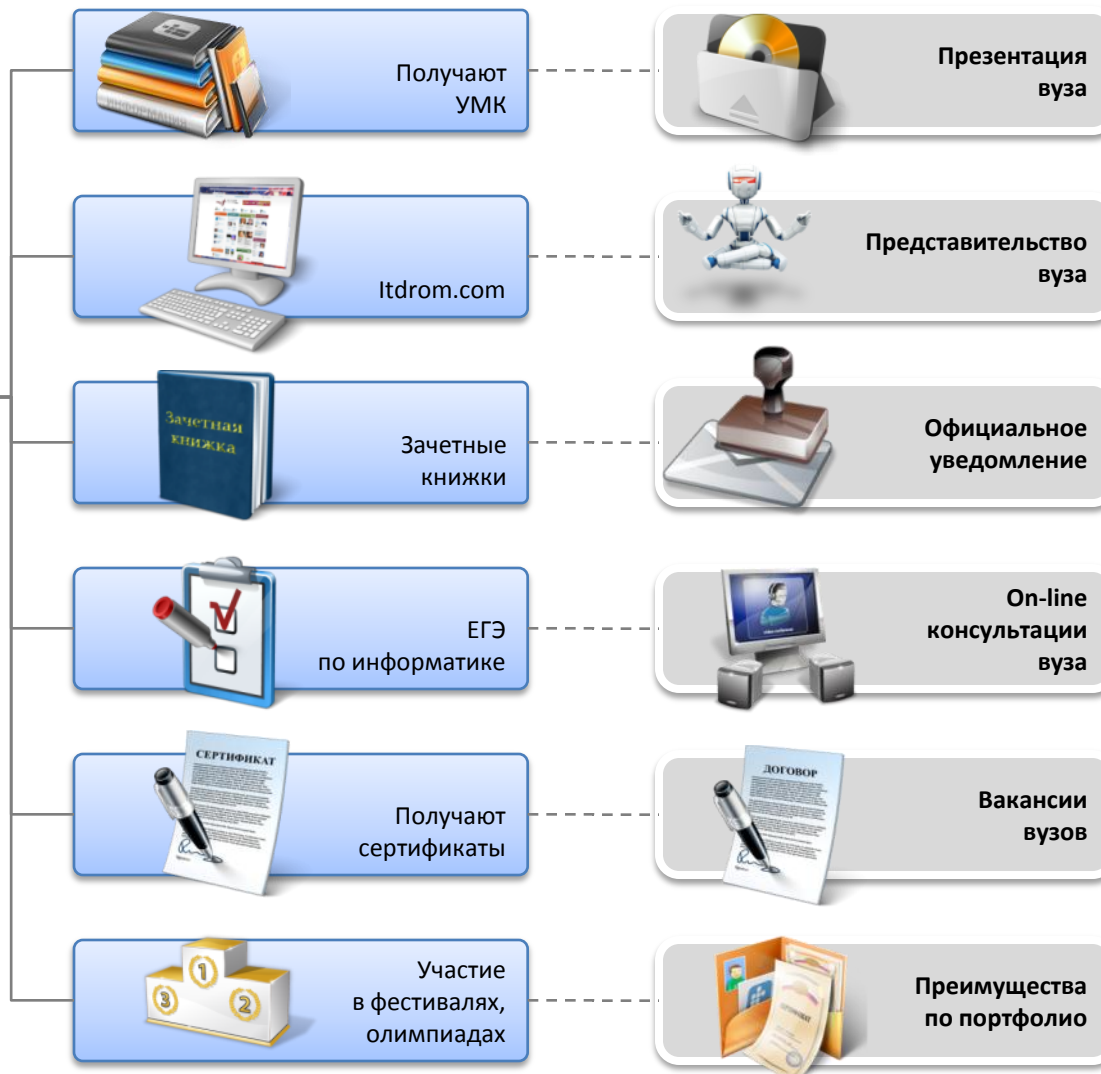 Получают
УМК
Презентация
вуза
Itdrom.com
Представительство
вуза
Зачетная
книжка
Зачетные
книжки
Официальное
уведомление
ЕГЭ
по информатике
On-line
консультации
вуза
СЕРТИФИКАТ
Получают
сертификаты
ДОГОВОР
Вакансии
вузов
1
3
2
Участие
в фестивалях,
олимпиадах
СЕРТИФИКАТ
Преимущества
по портфолио